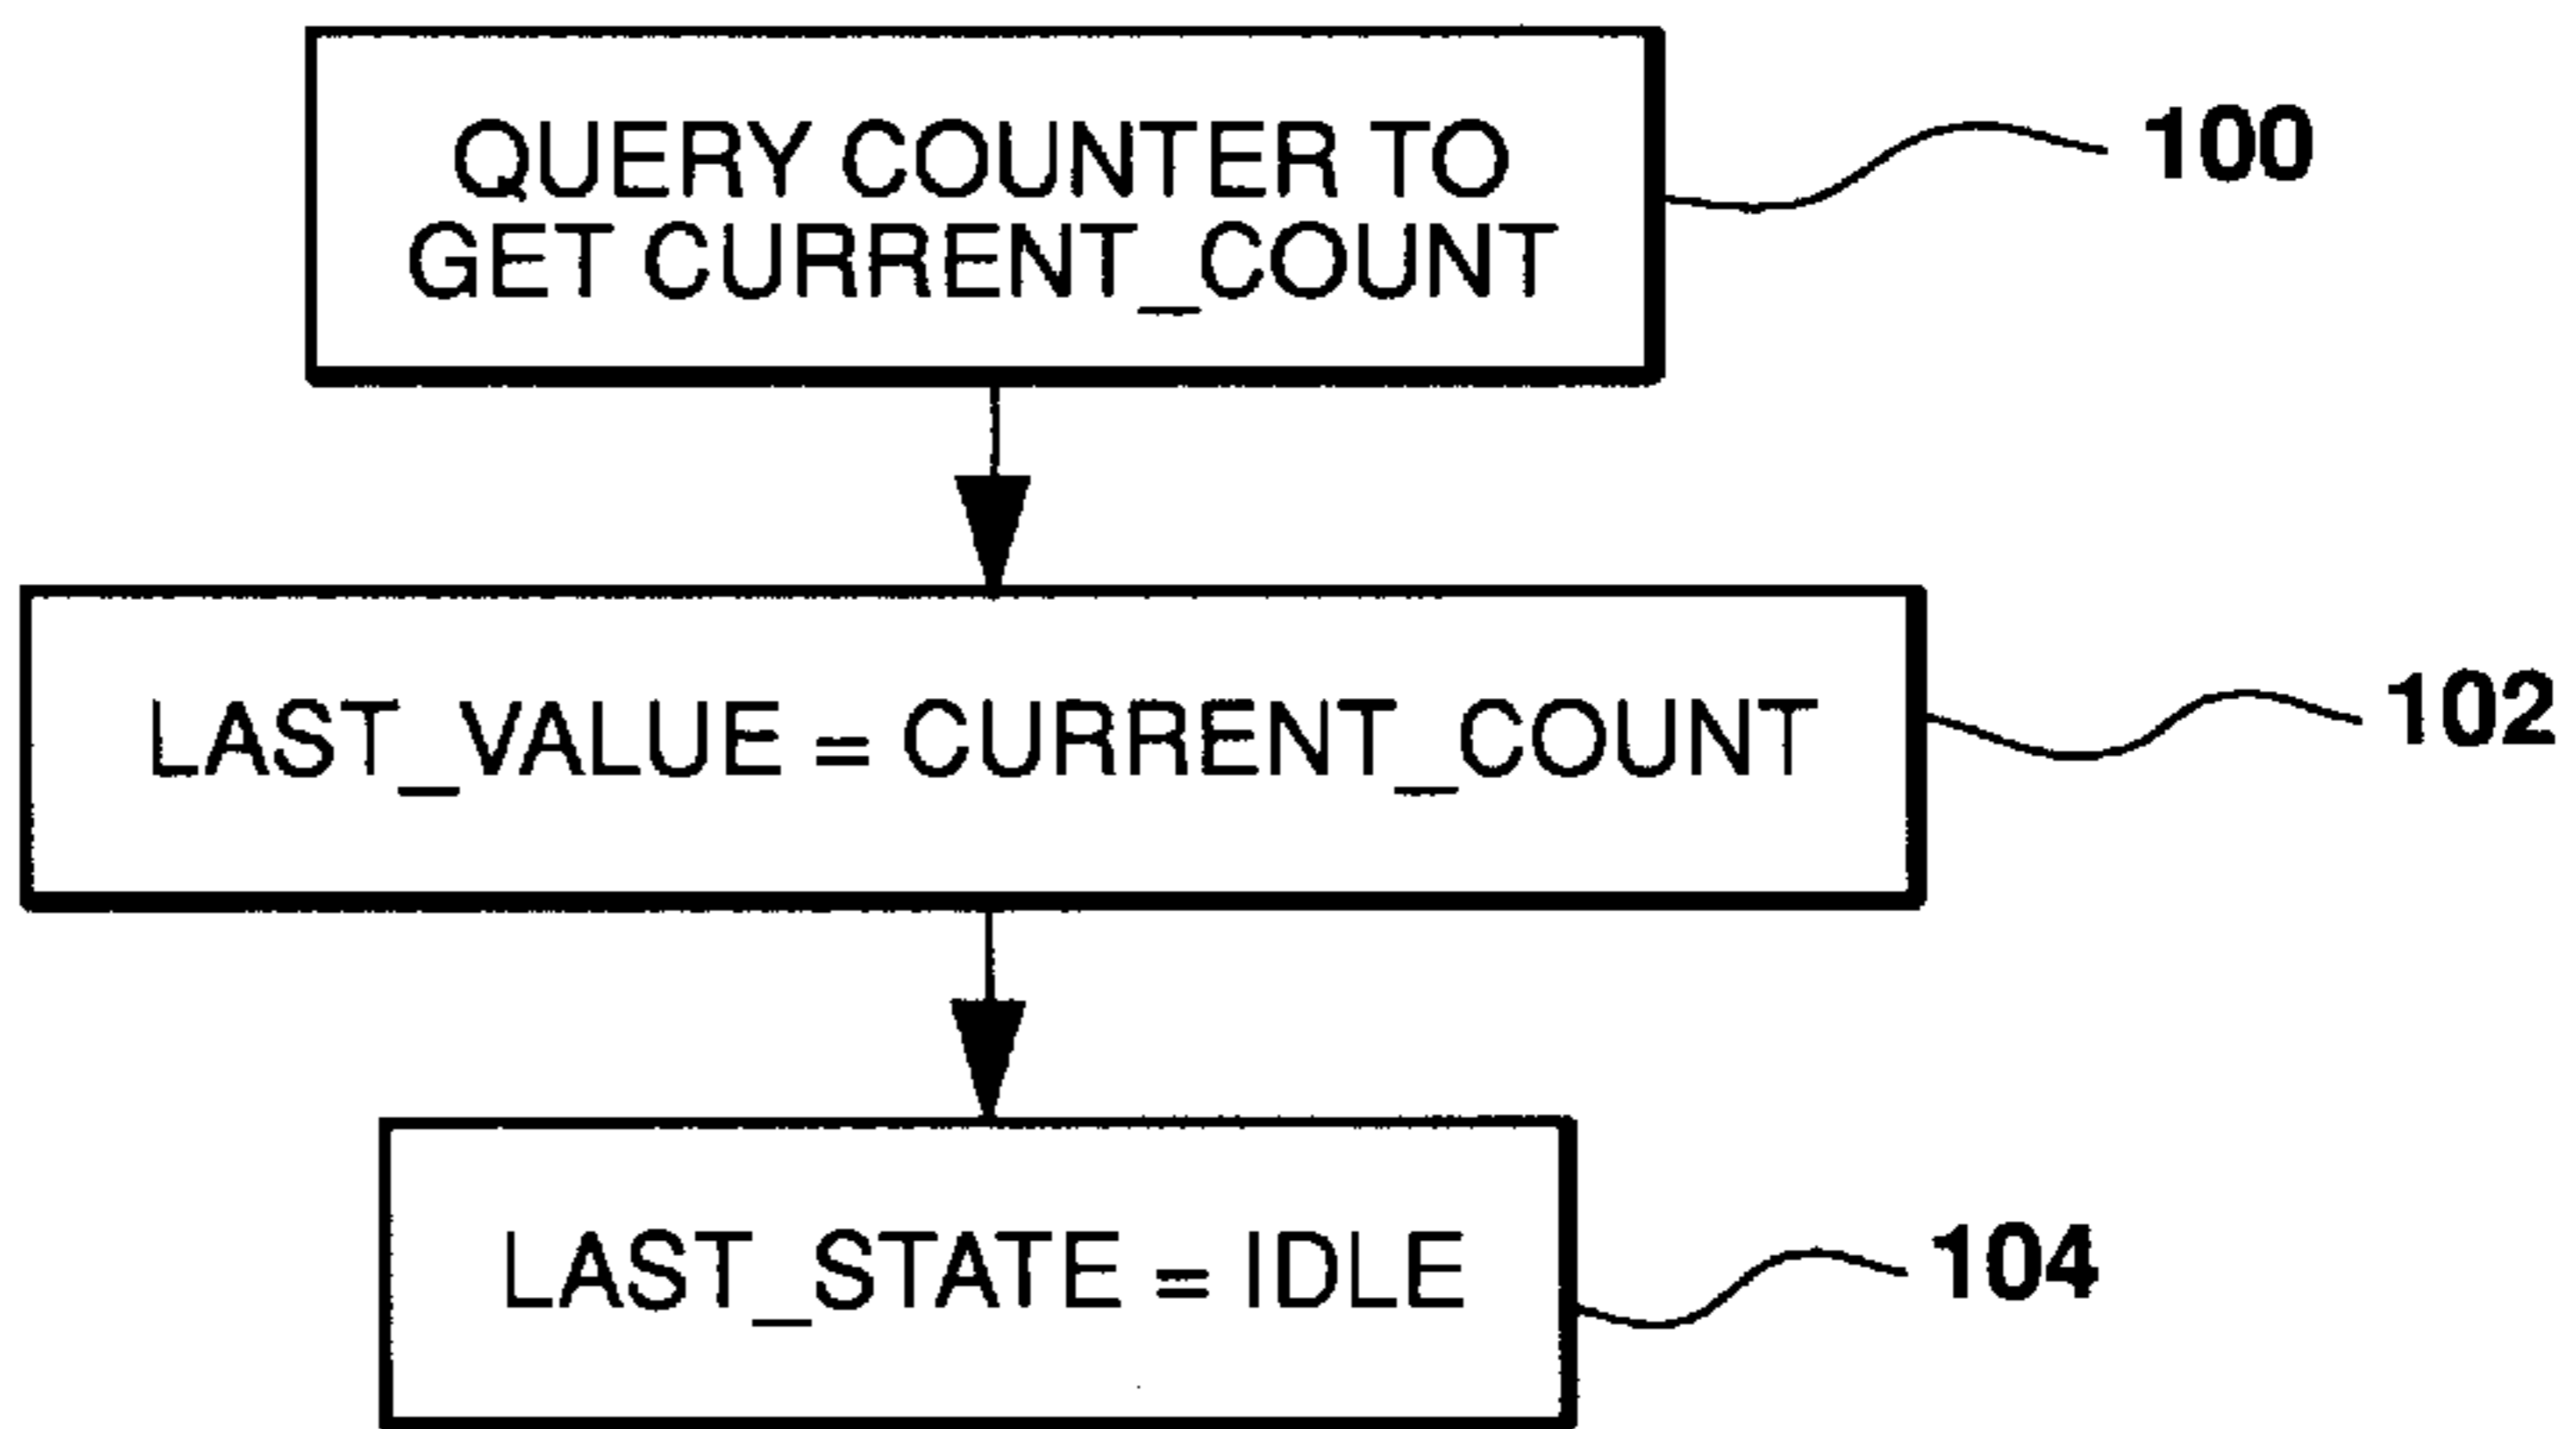 QUERY COUNTER TO
GET CURRENT_COUNT
100
LAST_VALUE = CURRENT_COUNT
102
LAST_STATE = IDLE
104